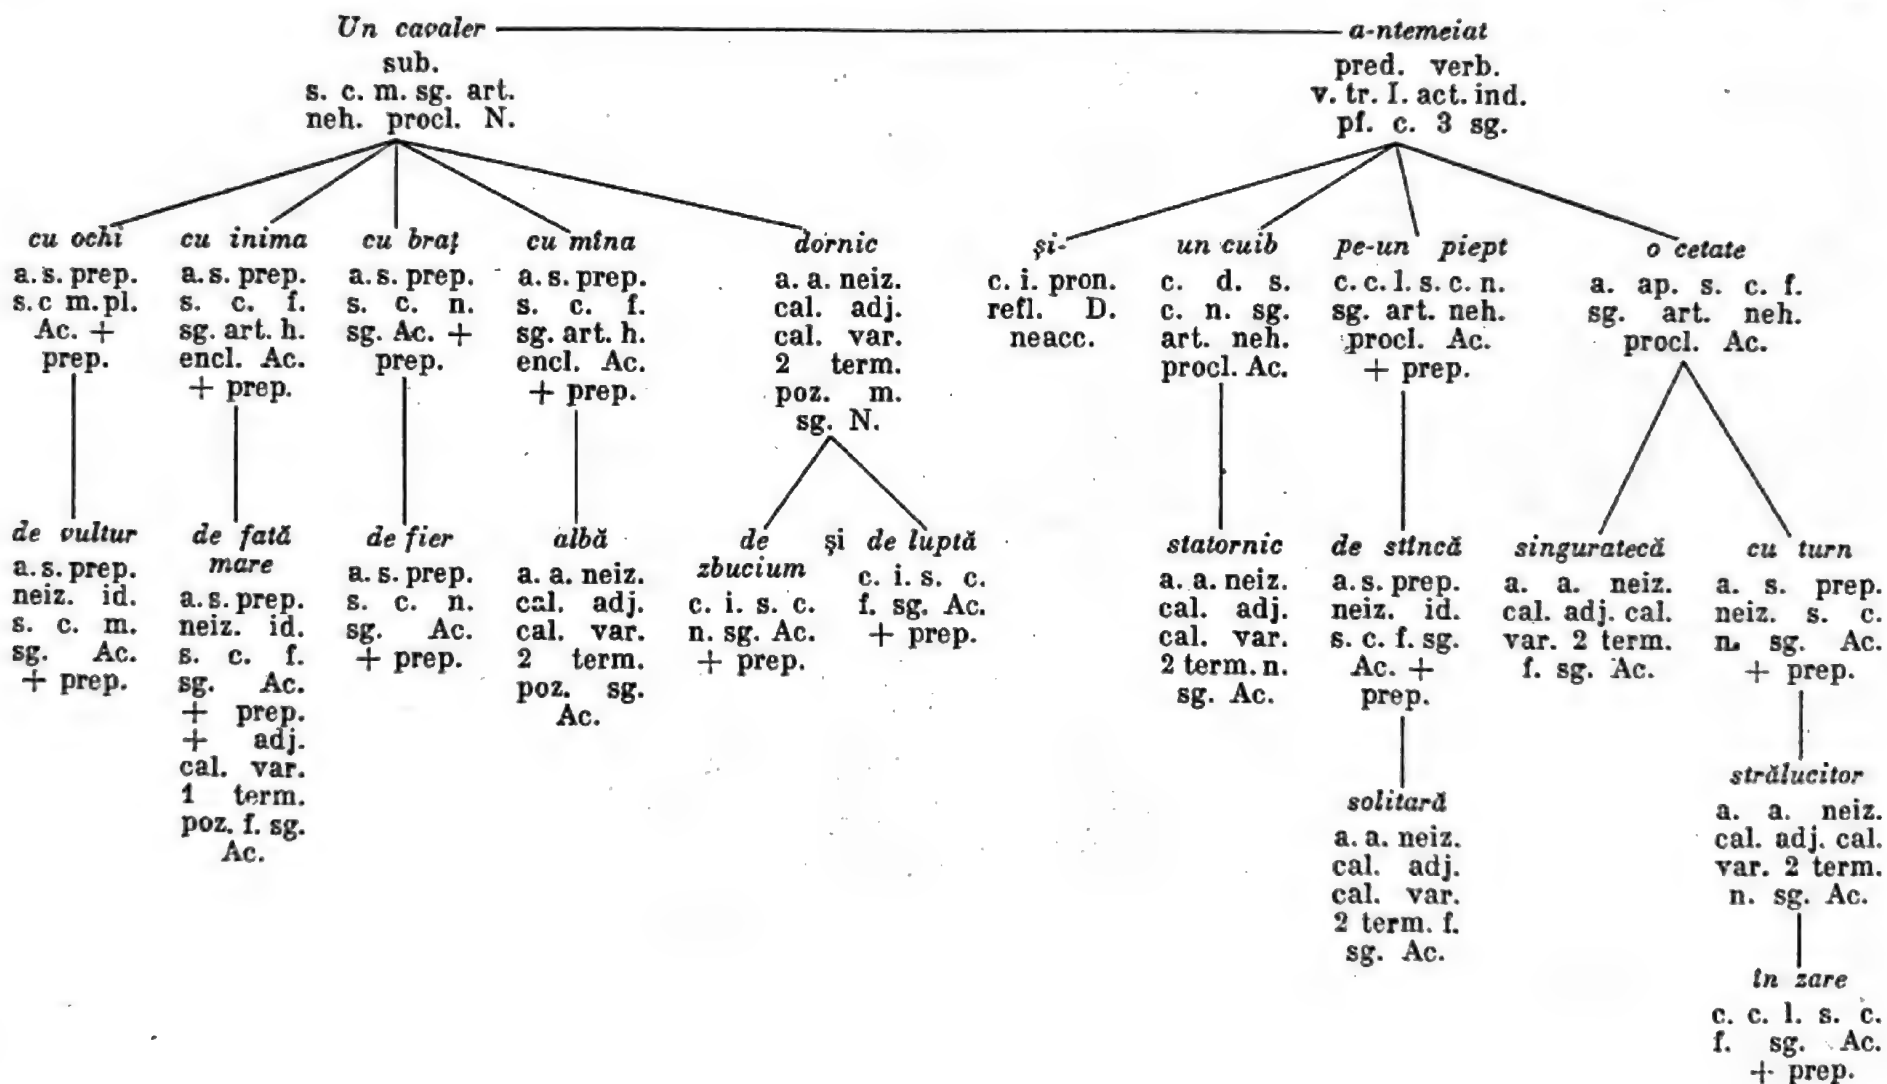 Un cavaler
sub.
s. c. m. sg. art.
neh. procl. N.
a-ntemeiat
pred. verb.
v. tr. I. act. ind.
pf. c. 3 sg.
cu ochi
a. s. prep.
s. c m. pl.
Ac. +
prep.
cu inima
a. s. prep.
s. c. f.
sg. art. h.
encl. Ac.
+ prep.
cu braţ
a. s. prep.
s. c. n.
sg. Ac. +
prep.
cu mîna
a. s. prep.
s. c. f.
sg. art. h.
encl. Ac.
+ prep.
dornic
a. a. neiz.
cal. adj.
cal. var.
2 term.
poz. m.
sg. N.
şi-
c. i. pron.
refl. D.
neacc.
un cuib
c. d. s.
c. n. sg.
art. neh.
procl. Ac.
pe-un piept
c. c. l. s. c. n.
sg. art. neh.
procl. Ac.
+ prep.
o cetate
a. ap. s. c. f.
sg. art. neh.
procl. Ac.
de vultur
a. s. prep.
neiz. id.
s. c. m.
sg. Ac.
+ prep.
de fată
mare
a. s. prep.
neiz. id.
s. c. f.
sg. Ac.
+ prep.
+ adj.
cal. var.
1 term.
poz. f. sg.
Ac.
de fier
a. s. prep.
s. c. n.
sg. Ac.
+ prep.
albă
a. a. neiz.
cal. adj.
cal. var.
2 term.
poz. sg.
Ac.
de
zbucium
c. i. s. c.
n. sg. Ac.
+ prep.
şi
de luptă
c. i. s. c.
f. sg. Ac.
+ prep.
statornic
a. a. neiz.
cal. adj.
cal. var.
2 term. n.
sg. Ac.
de stîncă
a. s. prep.
neiz. id.
s. c. f. sg.
Ac. +
prep.
solitară
a. a. neiz.
cal. adj.
cal. var.
2 term. f.
sg. Ac.
singuratecă
a. a. neiz.
cal. adj. cal.
var. 2 term.
f. sg. Ac.
cu turn
a. s. prep.
neiz. s. c.
n. sg. Ac.
+ prep.
strălucitor
a. a. neiz.
cal. adj. cal.
var. 2 term.
n. sg. Ac.
în zare
c. c. l. s. c.
f. sg. Ac.
+ prep.